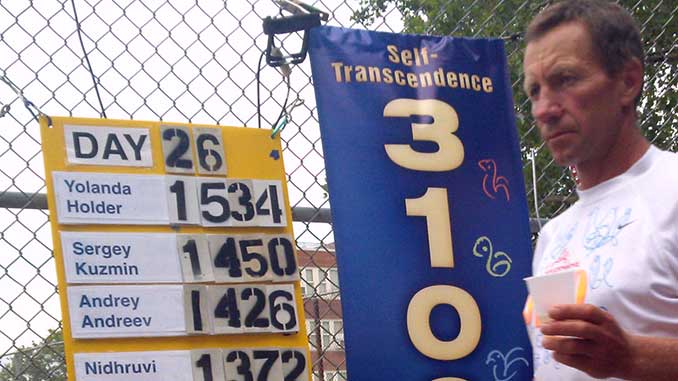 DAY 26
Yolanda
Holder 1534
Sergey
Kuzmin 1450
Andrey
Andreev 1426
Nidhruvi 1372
Self-
Transcendence
3
1
0